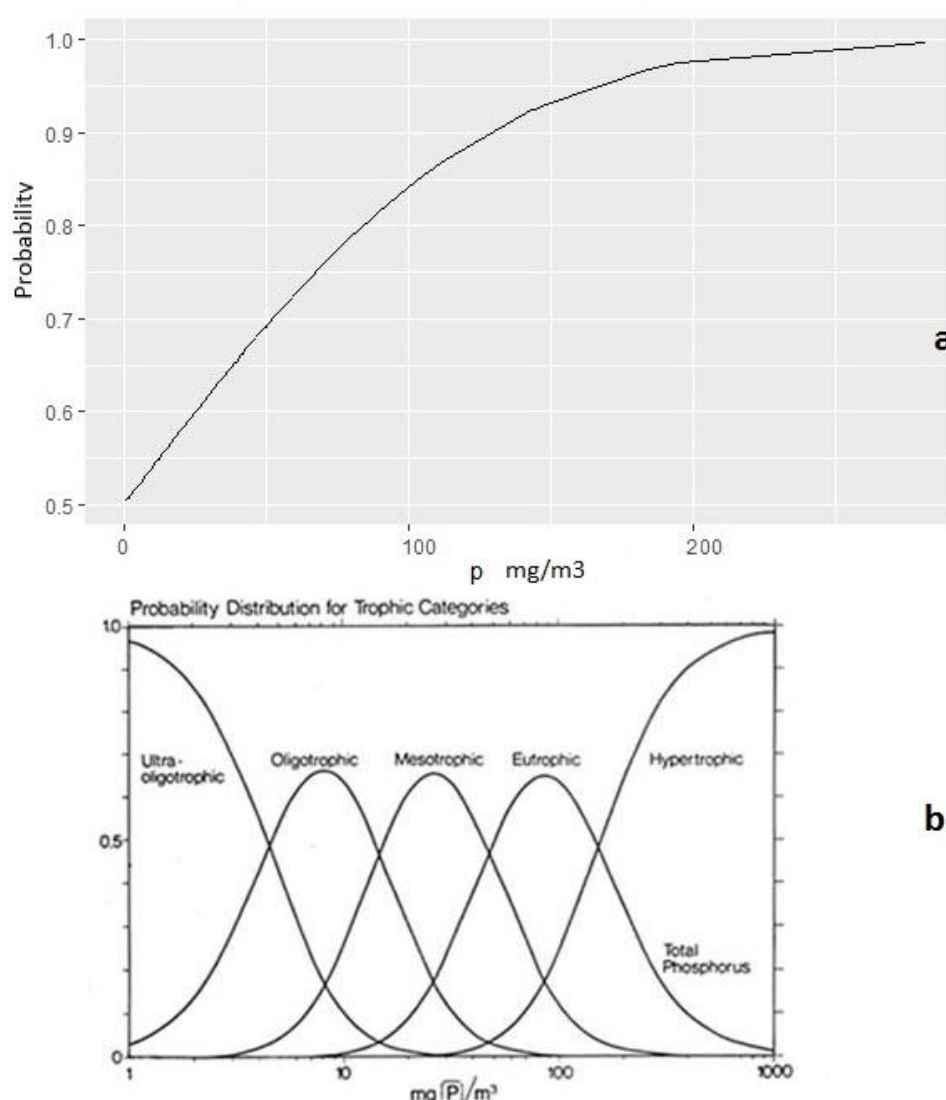 1.0
0.9
0.8
0.7
0.6
0.5
Probability
0 100 200
p mg/m3
a
Probability Distribution for Trophic Categories
1.0
0.5
0
Ultra-
oligotrophic
Oligotrophic
Mesotrophic
Eutrophic
Hypertrophic
Total
Phosphorus
b
1 10 100 1000
mg [P]/m³